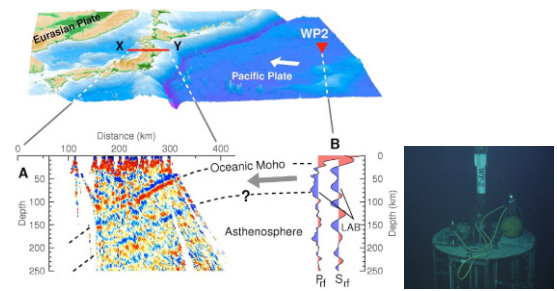 Eurasian Plate
X
Y
WP2
Pacific Plate
Distance (km)
0 100 200 300 400
A
B
Depth
50
100
150
200
250
Oceanic Moho
?
Asthenosphere
LAB
0
50
100
150
200
250
Depth (km)
Prf
Srf